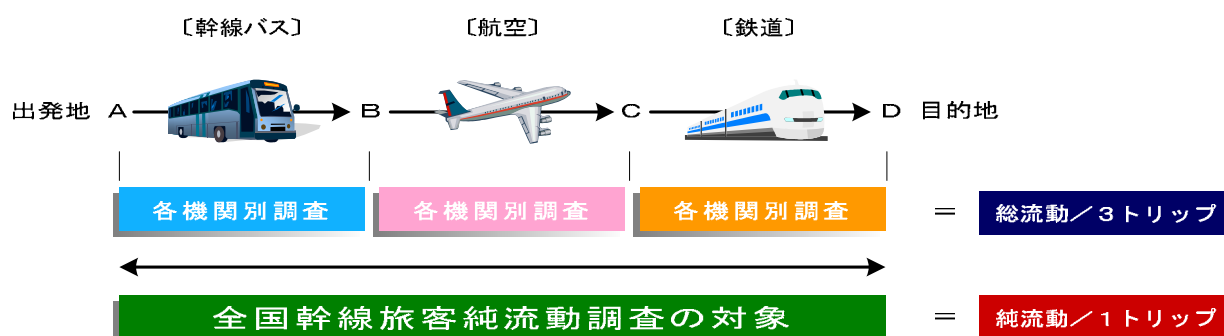 〔幹線バス〕 〔航空〕 〔鉄道〕
出発地 A B C D 目的地
各機関別調査 各機関別調査 各機関別調査 = 総流動／3トリップ
全国幹線旅客純流動調査の対象 = 純流動／1トリップ